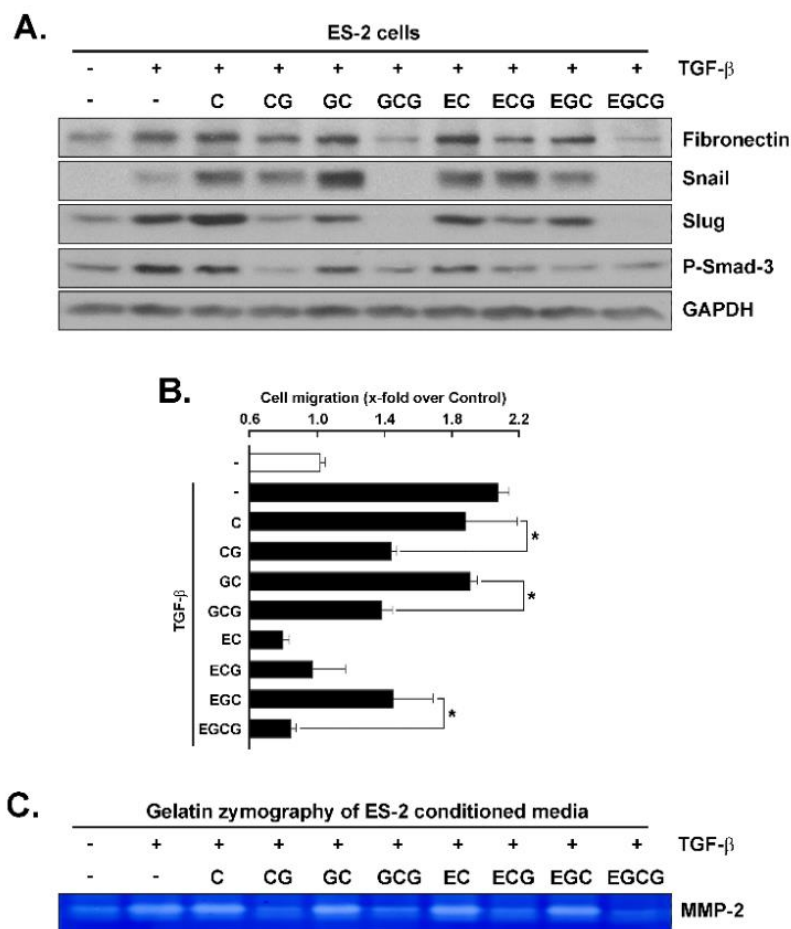 A.
ES-2 cells
- + + + + + + + + + TGF-β
- - C CG GC GCG EC ECG EGC EGCG
Fibronectin
Snail
Slug
P-Smad-3
GAPDH
B.
Cell migration (x-fold over Control)
0.6 1.0 1.4 1.8 2.2
-
-
C
*
CG
GC
*
GCG
TGF-β
EC
ECG
EGC
*
EGCG
C.
Gelatin zymography of ES-2 conditioned media
- + + + + + + + + + TGF-β
- - C CG GC GCG EC ECG EGC EGCG
MMP-2